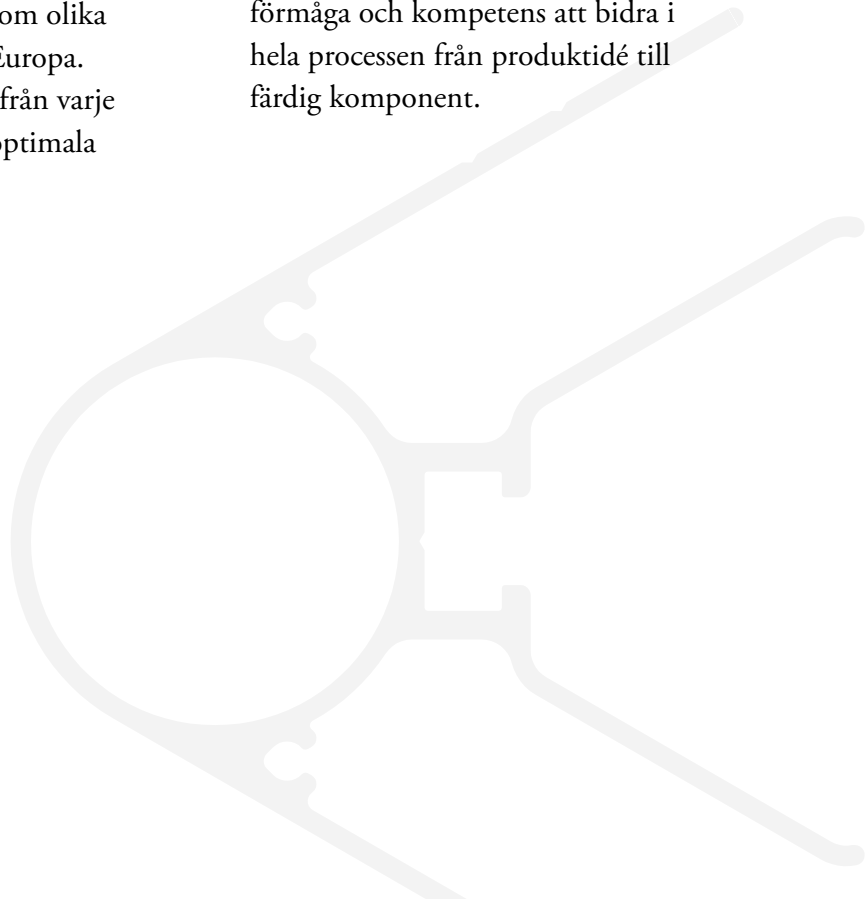 om olika
Europa.
från varje
optimala
förmåga och kompetens att bidra i
hela processen från produktidé till
färdig komponent.